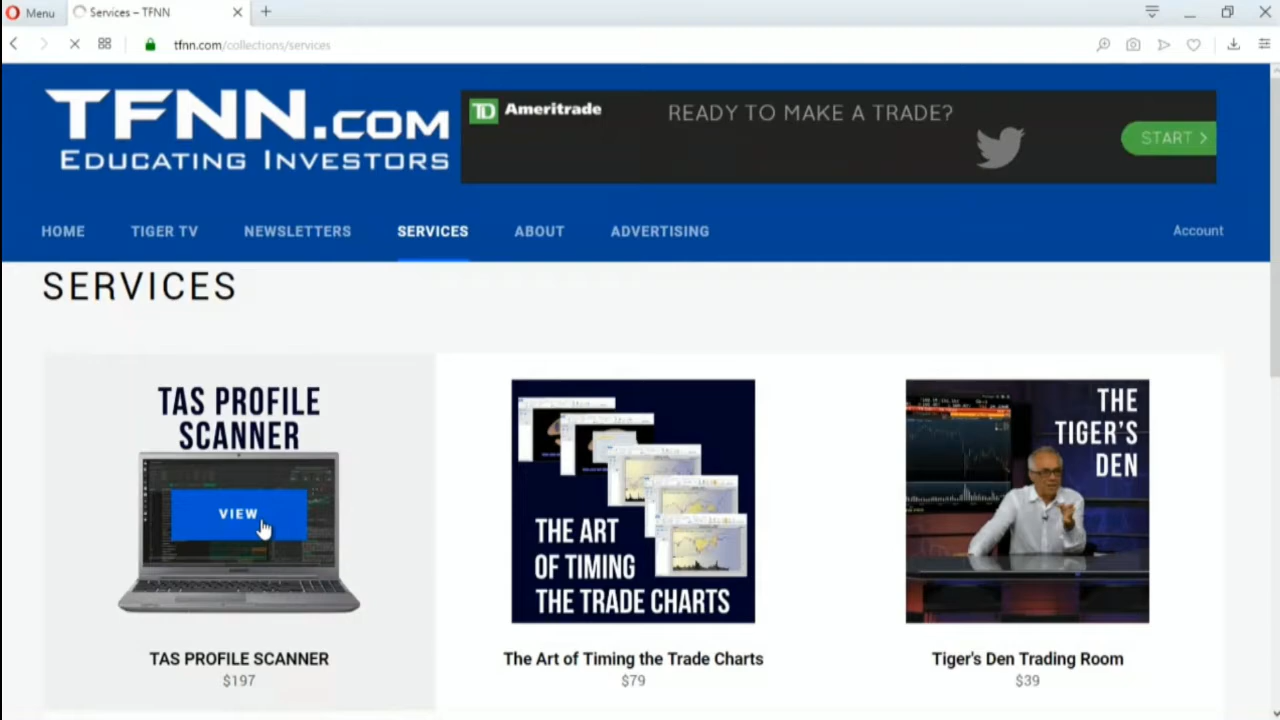 Menu
Services – TFNN
tfnn.com/collections/services
TFNN.COM
EDUCATING INVESTORS
TD Ameritrade
READY TO MAKE A TRADE?
START >
HOME
TIGER TV
NEWSLETTERS
SERVICES
ABOUT
ADVERTISING
Account
SERVICES
TAS PROFILE
SCANNER
VIEW
THE ART
OF TIMING
THE TRADE CHARTS
THE
TIGER'S
DEN
TAS PROFILE SCANNER
$197
The Art of Timing the Trade Charts
$79
Tiger's Den Trading Room
$39